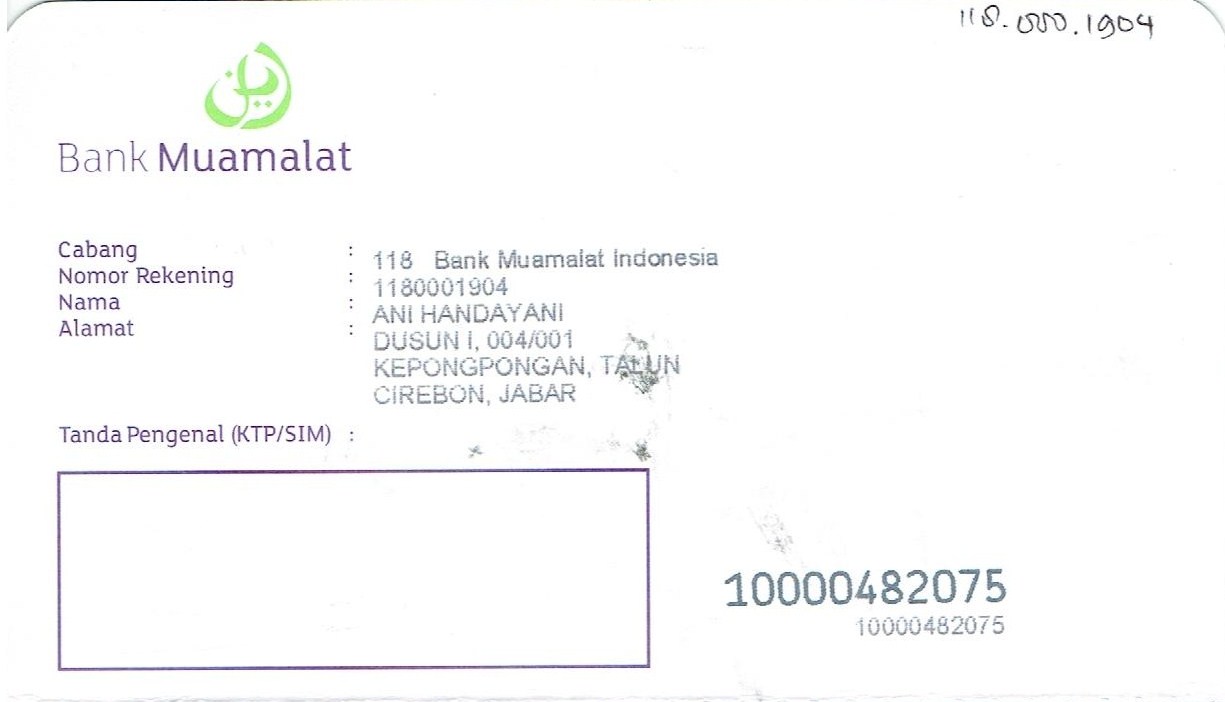 118.000.1904
Bank Muamalat
Cabang : 118 Bank Muamalat Indonesia
Nomor Rekening : 1180001904
Nama : ANI HANDAYANI
Alamat : DUSUN I, 004/001
KEPONGPONGAN, TALUN
CIREBON, JABAR
Tanda Pengenal (KTP/SIM) :
10000482075
10000482075